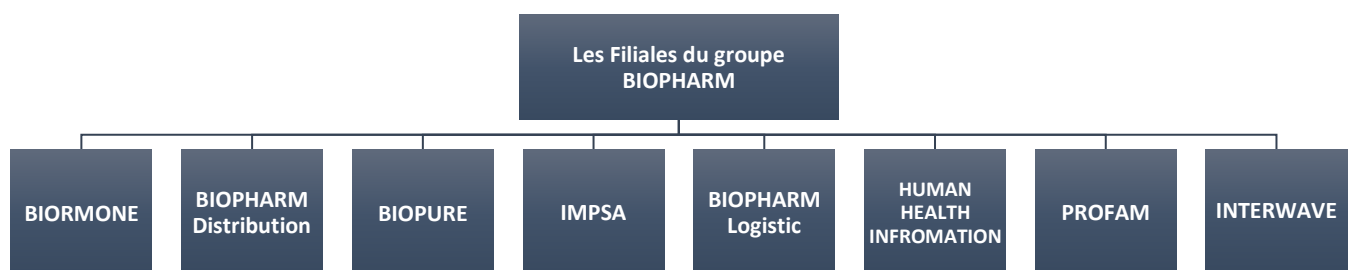 Les Filiales du groupe
BIOPHARM
BIORMONE
BIOPHARM
Distribution
BIOPURE
IMPSA
BIOPHARM
Logistic
HUMAN
HEALTH
INFROMATION
PROFAM
INTERWAVE